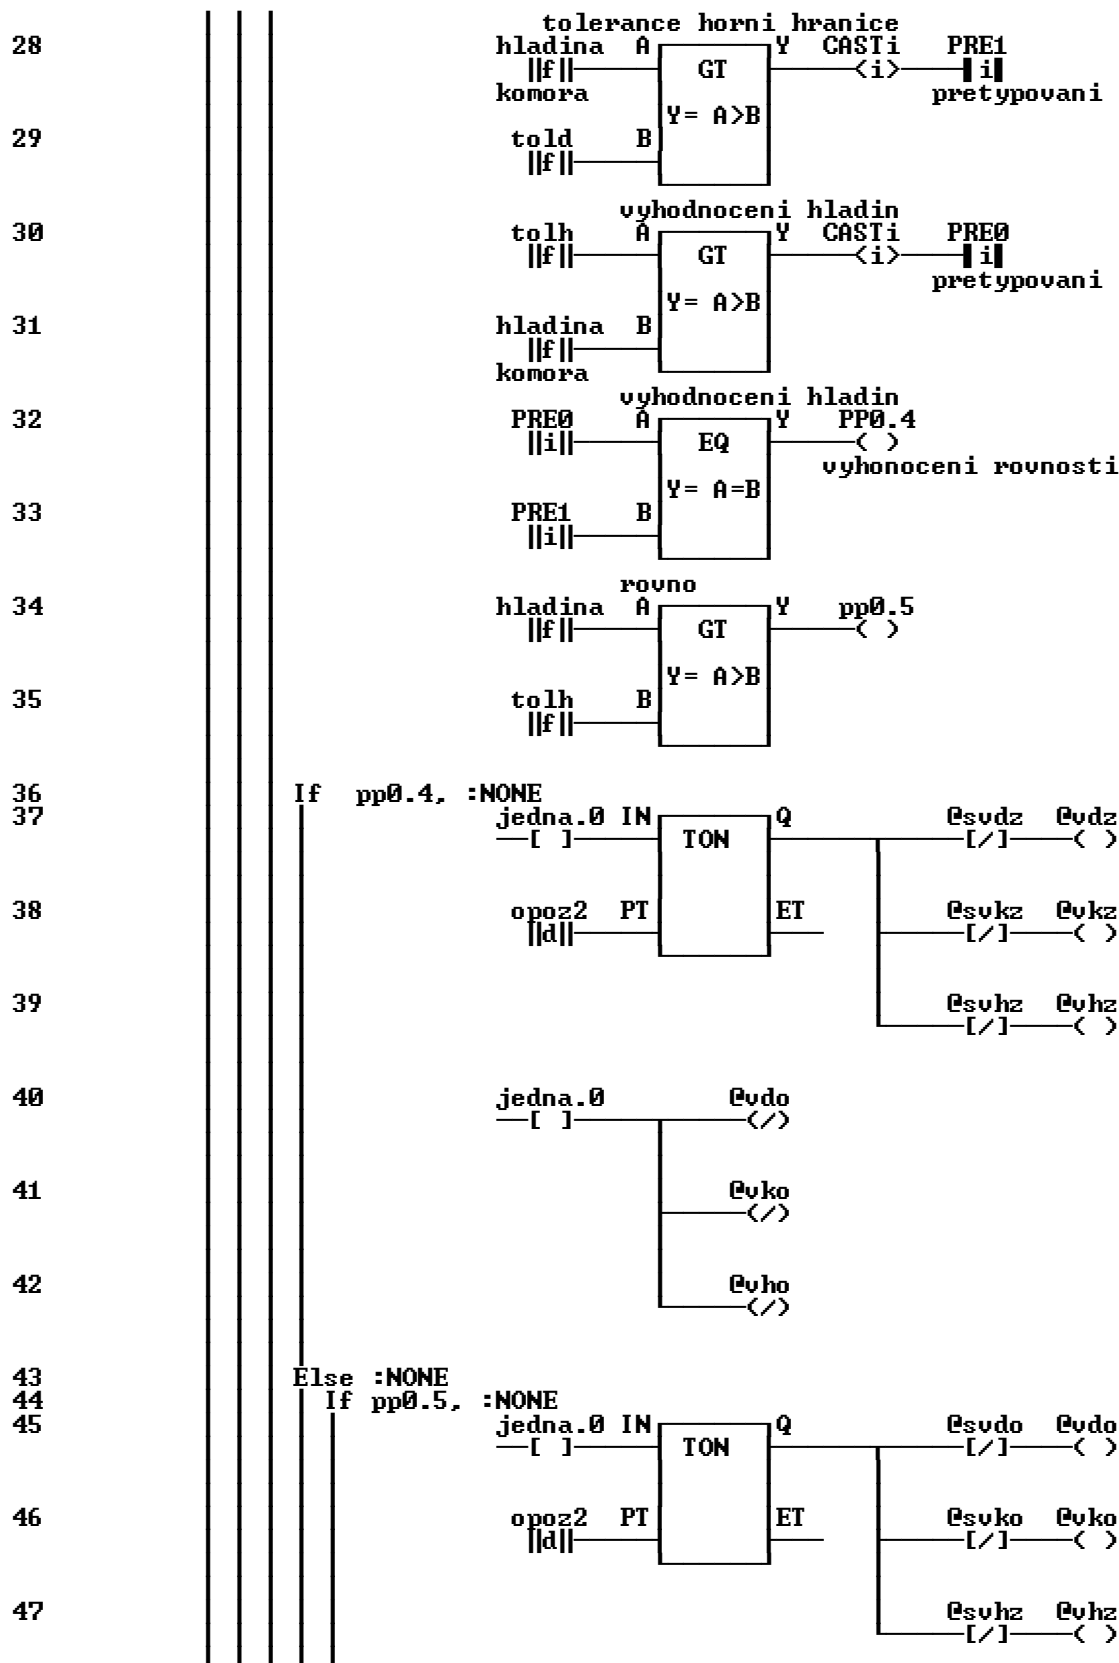 tolerance horni hranice
28 hladina A Y CASTi PRE1
||f|| GT <i> i
komora pretypovani
Y= A>B
29 told B
||f||
vyhodnoceni hladin
30 tolh A Y CASTi PRE0
||f|| GT <i> i
pretypovani
Y= A>B
31 hladina B
||f||
komora
vyhodnoceni hladin
32 PRE0 A Y PP0.4
||i|| EQ ( )
vyhonoceni rovnosti
Y= A=B
33 PRE1 B
||i||
rovno
34 hladina A Y pp0.5
||f|| GT ( )
Y= A>B
35 tolh B
||f||
36 If pp0.4, :NONE
37 jedna.0 IN Q @svdz @vdz
[ ] TON [/] ( )
38 opoz2 PT ET @svkz @vkz
||d|| [/] ( )
39 @svhz @vhz
[/] ( )
40 jedna.0 @vdo
[ ] (/)
41 @vko
(/)
42 @vho
(/)
43 Else :NONE
44 If pp0.5, :NONE
45 jedna.0 IN Q @svdo @vdo
[ ] TON [/] ( )
46 opoz2 PT ET @svko @vko
||d|| [/] ( )
47 @svhz @vhz
[/] ( )